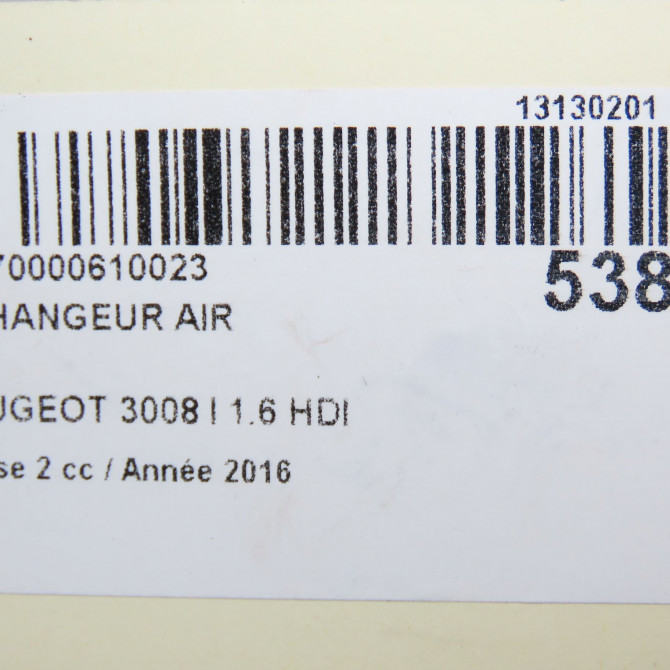 13130201
70000610023
538
HANGEUR AIR
UGEOT 3008 I 1.6 HDI
se 2 cc / Année 2016